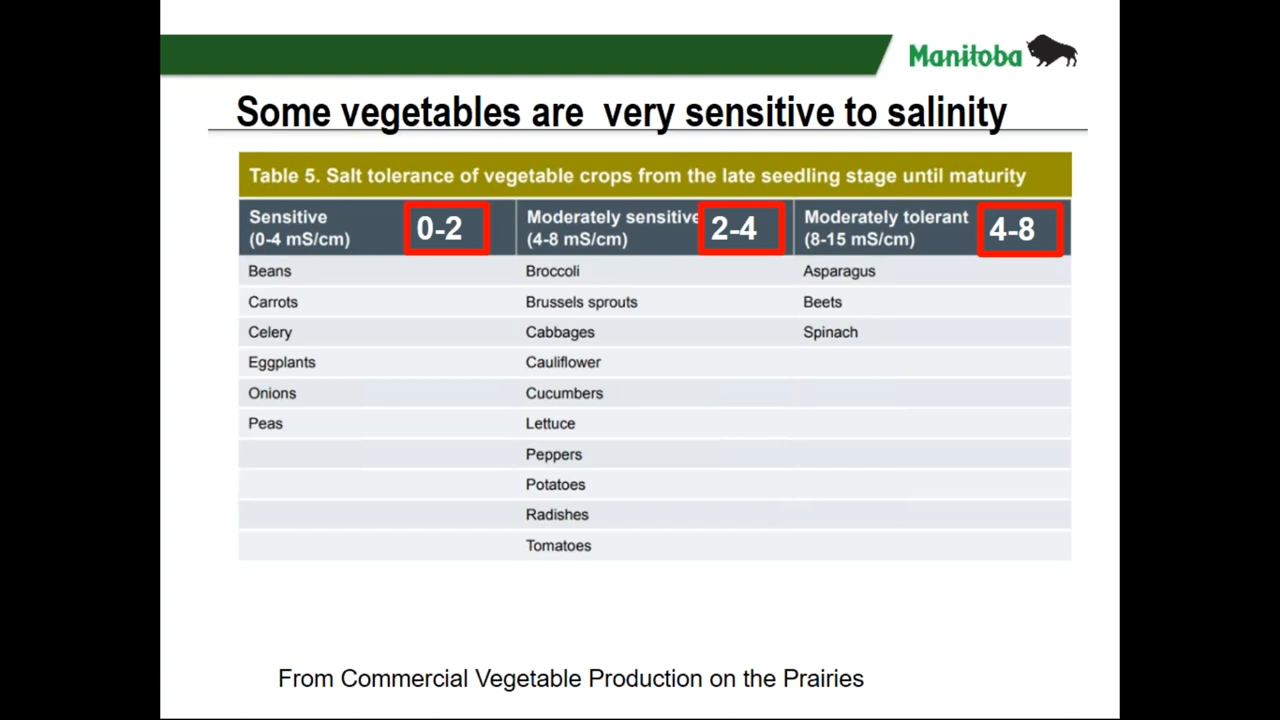 Manitoba
Some vegetables are very sensitive to salinity
Table 5. Salt tolerance of vegetable crops from the late seedling stage until maturity
Sensitive
(0-4 mS/cm)
0-2
Moderately sensitive
(4-8 mS/cm)
2-4
Moderately tolerant
(8-15 mS/cm)
4-8
Beans Broccoli Asparagus
Carrots Brussels sprouts Beets
Celery Cabbages Spinach
Eggplants Cauliflower
Onions Cucumbers
Peas Lettuce
Peppers
Potatoes
Radishes
Tomatoes
From Commercial Vegetable Production on the Prairies